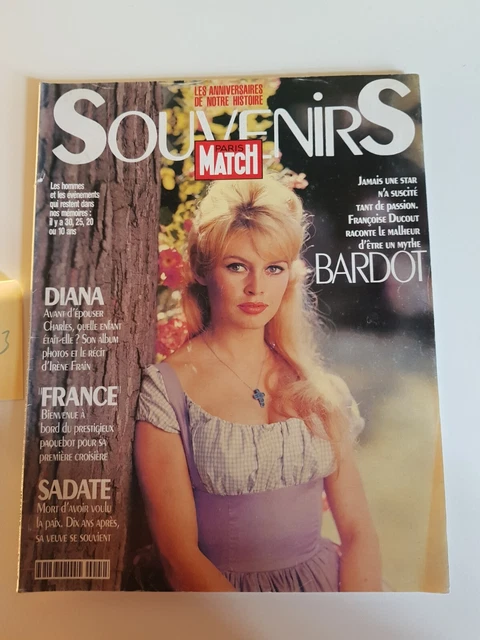 LES ANNIVERSAIRES
DE NOTRE HISTOIRE
SOUVENIRS
PARIS
MATCH
Les hommes
et les évènements
qui restent dans
nos mémoires :
il y a 30, 25, 20
ou 10 ans
JAMAIS UNE STAR
N'A SUSCITÉ
TANT DE PASSION.
FRANÇOISE DUCOUT
RACONTE LE MALHEUR
D'ÊTRE UN MYTHE
BARDOT
DIANA
AVANT D'ÉPOUSER
CHARLES, QUELLE ENFANT
ÉTAIT-ELLE ? SON ALBUM
PHOTOS ET LE RÉCIT
D'IRÈNE FRAIN
FRANCE
BIENVENUE À
BORD DU PRESTIGIEUX
PAQUEBOT POUR SA
PREMIÈRE CROISIÈRE
SADATE
MORT D'AVOIR VOULU
LA PAIX. DIX ANS APRÈS,
SA VEUVE SE SOUVIENT
3